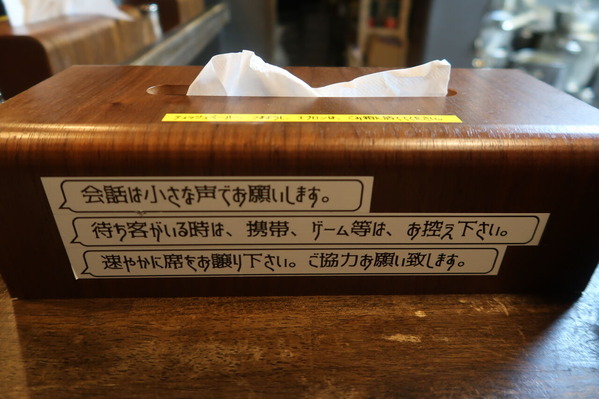 会話は小さな声でお願いします。
待ち客がいる時は、携帯、ゲーム等は、お控え下さい。
速やかに席をお譲り下さい。ご協力お願い致します。